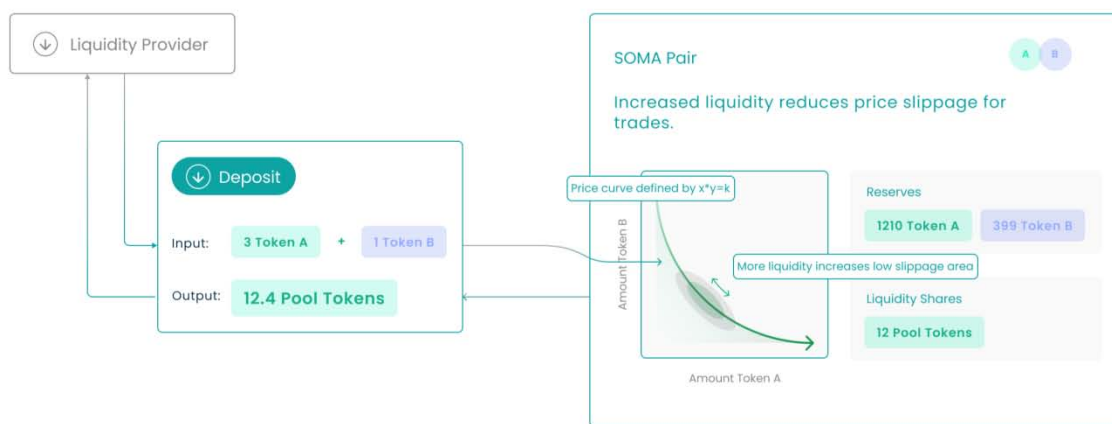 Liquidity Provider
Deposit
Input:
3 Token A
+
1 Token B
Output:
12.4 Pool Tokens
SOMA Pair
A
B
Increased liquidity reduces price slippage for
trades.
Price curve defined by x*y=k
Amount Token B
More liquidity increases low slippage area
Amount Token A
Reserves
1210 Token A
399 Token B
Liquidity Shares
12 Pool Tokens